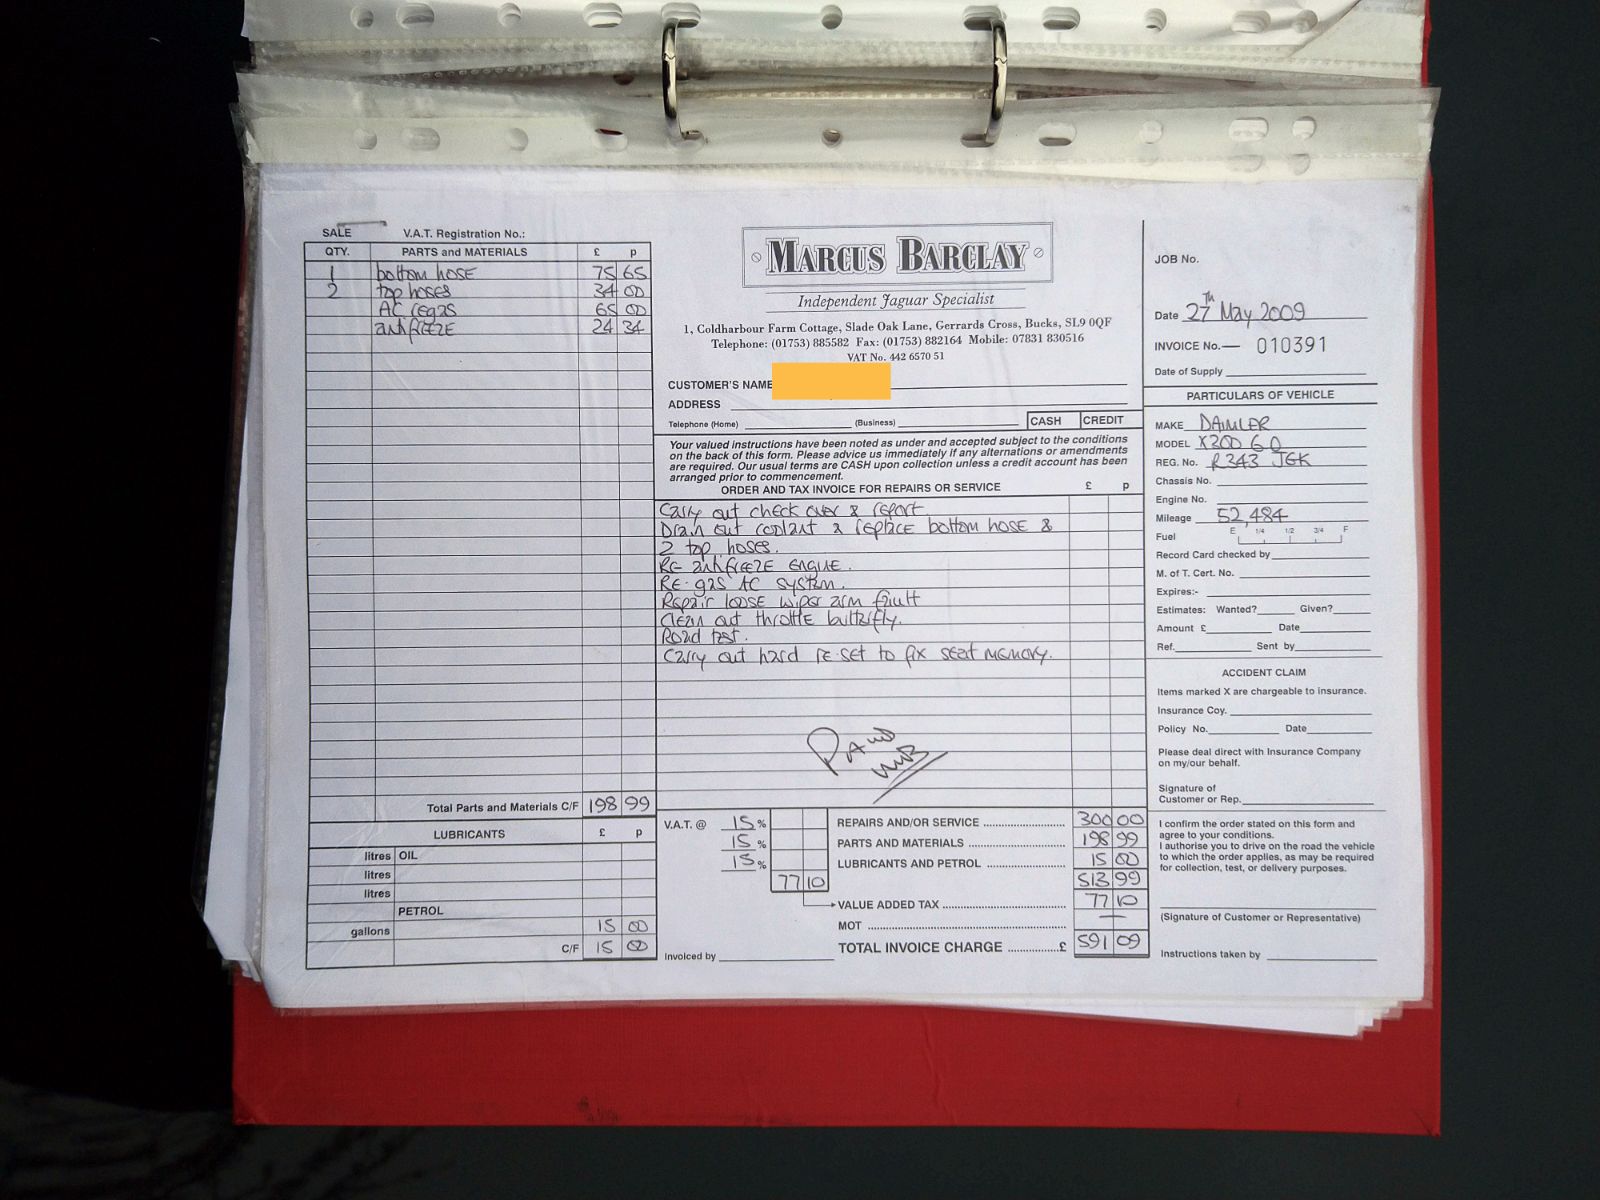 SALE V.A.T. Registration No.:
QTY. PARTS and MATERIALS £ p
1 bottom hose 75 65
2 top hoses 34 00
AC regas 65 00
antifreeze 24 34
Total Parts and Materials C/F 198 99
LUBRICANTS £ p
litres OIL
litres
litres
PETROL
gallons 15 00
C/F 15 00
MARCUS BARCLAY
Independent Jaguar Specialist
1, Coldharbour Farm Cottage, Slade Oak Lane, Gerrards Cross, Bucks, SL9 0QF
Telephone: (01753) 885582 Fax: (01753) 882164 Mobile: 07831 830516
VAT No. 442 6570 51
CUSTOMER'S NAME
ADDRESS
Telephone (Home) (Business) CASH CREDIT
Your valued instructions have been noted as under and accepted subject to the conditions
on the back of this form. Please advise us immediately if any alternations or amendments
are required. Our usual terms are CASH upon collection unless a credit account has been
arranged prior to commencement.
ORDER AND TAX INVOICE FOR REPAIRS OR SERVICE £ p
Carry out check over & report
Drain out coolant & replace bottom hose &
2 top hoses.
Re antifreeze engine.
Re-gas AC system.
Repair loose wiper arm fault
Clean out throttle butterfly.
Road test.
Carry out hard re-set to fix seat memory.
PAID
V.A.T. @ 15 %
15 %
15 %
77 10
REPAIRS AND/OR SERVICE 300 00
PARTS AND MATERIALS 198 99
LUBRICANTS AND PETROL 15 00
513 99
VALUE ADDED TAX 77 10
MOT —
TOTAL INVOICE CHARGE £ 591 09
Invoiced by
JOB No.
Date 27th May 2009
INVOICE No.— 010391
Date of Supply
PARTICULARS OF VEHICLE
MAKE DAIMLER
MODEL X300 6.0
REG. No. R343 JGK
Chassis No.
Engine No.
Mileage 52,484
Fuel E 1/4 1/2 3/4 F
Record Card checked by
M. of T. Cert. No.
Expires:-
Estimates: Wanted? Given?
Amount £ Date
Ref. Sent by
ACCIDENT CLAIM
Items marked X are chargeable to insurance.
Insurance Coy.
Policy No. Date
Please deal direct with Insurance Company
on my/our behalf.
Signature of
Customer or Rep.
I confirm the order stated on this form and
agree to your conditions.
I authorise you to drive on the road the vehicle
to which the order applies, as may be required
for collection, test, or delivery purposes.
(Signature of Customer or Representative)
Instructions taken by